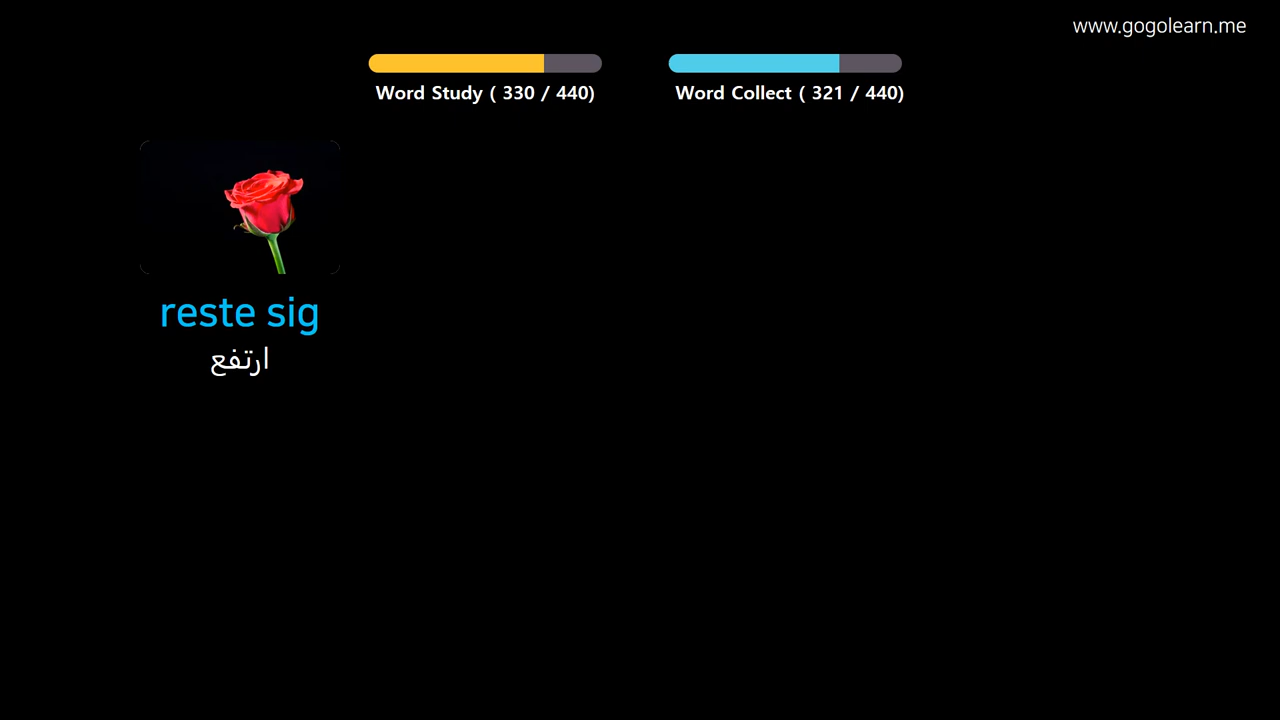 www.gogolearn.me
Word Study ( 330 / 440)
Word Collect ( 321 / 440)
reste sig
ارتفع